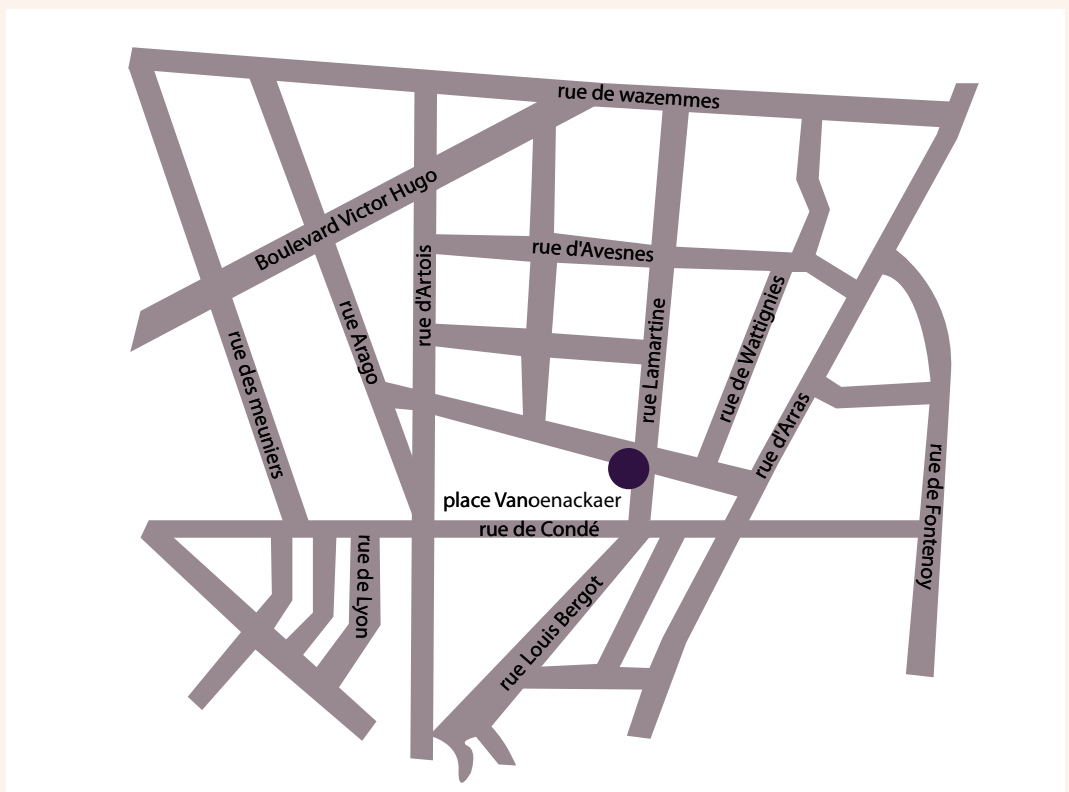 rue de wazemmes
Boulevard Victor Hugo
rue d'Avesnes
rue d'Artois
rue Arago
rue Lamartine
rue de Wattignies
rue des meuniers
rue d'Arras
rue de Fontenoy
place Vanoenackaer
rue de Condé
rue de Lyon
rue Louis Bergot